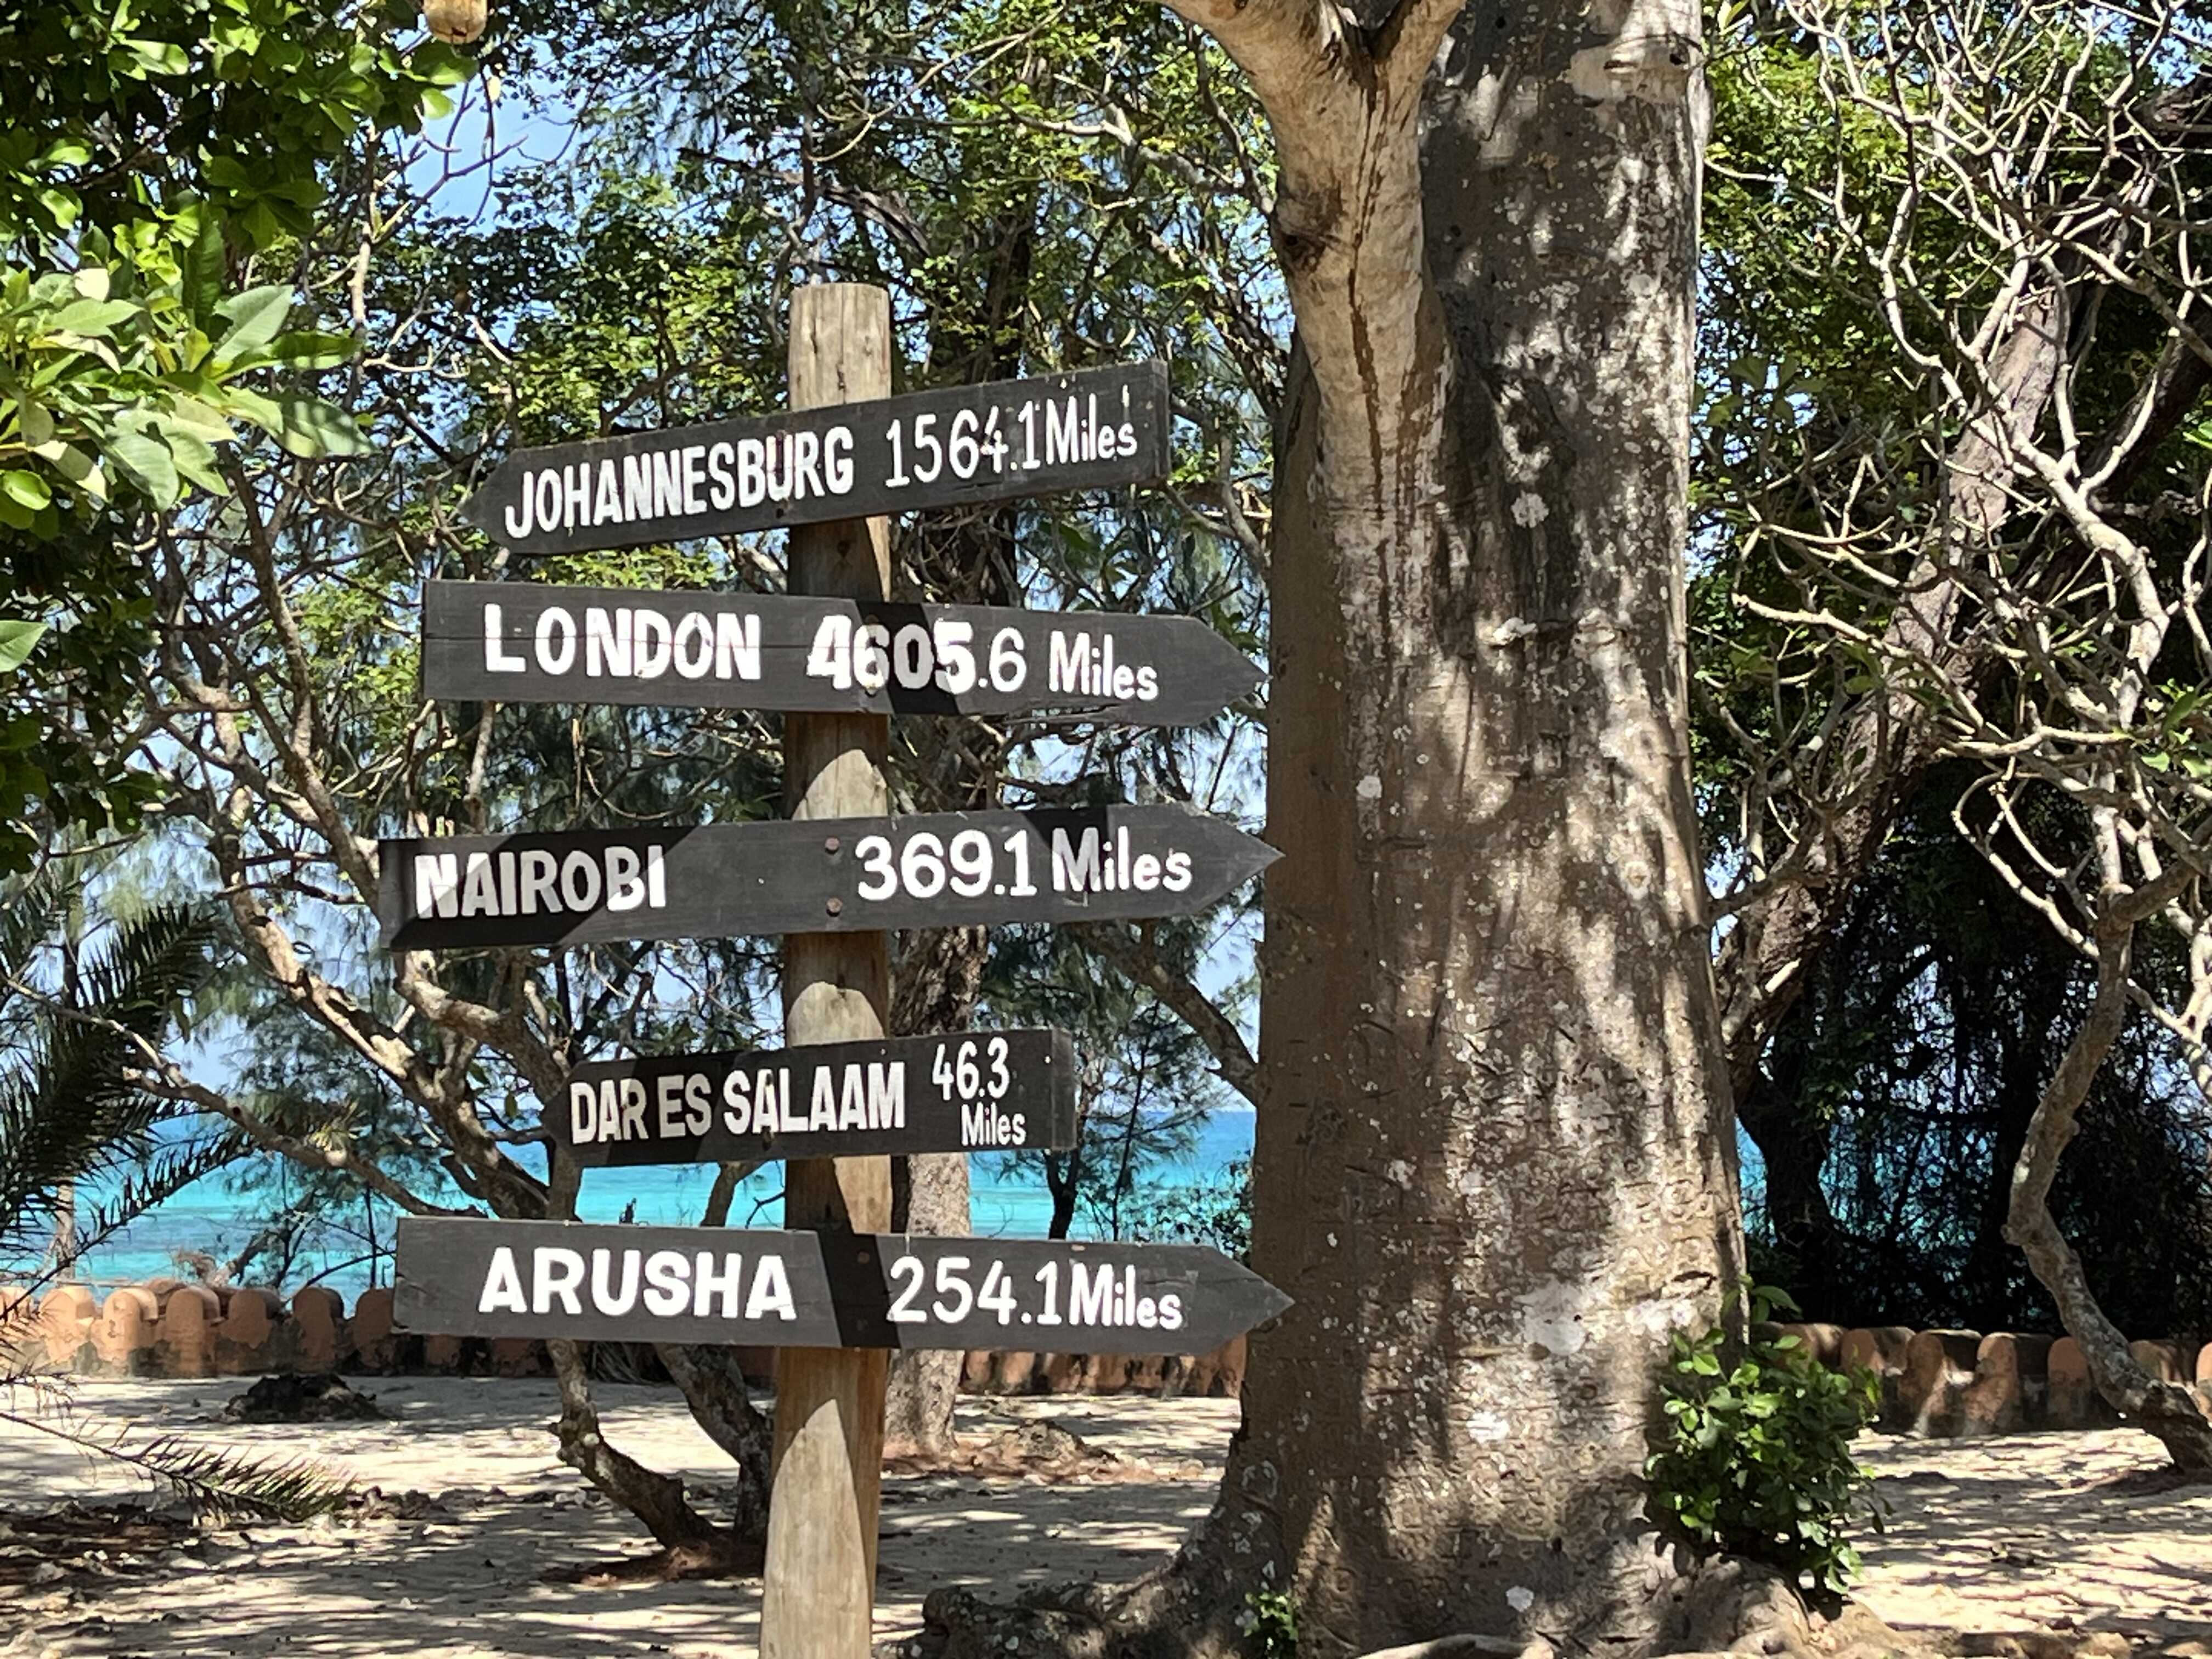 JOHANNESBURG 1564.1Miles
LONDON 4605.6 Miles
NAIROBI 369.1 Miles
DAR ES SALAAM 46.3
Miles
ARUSHA 254.1Miles